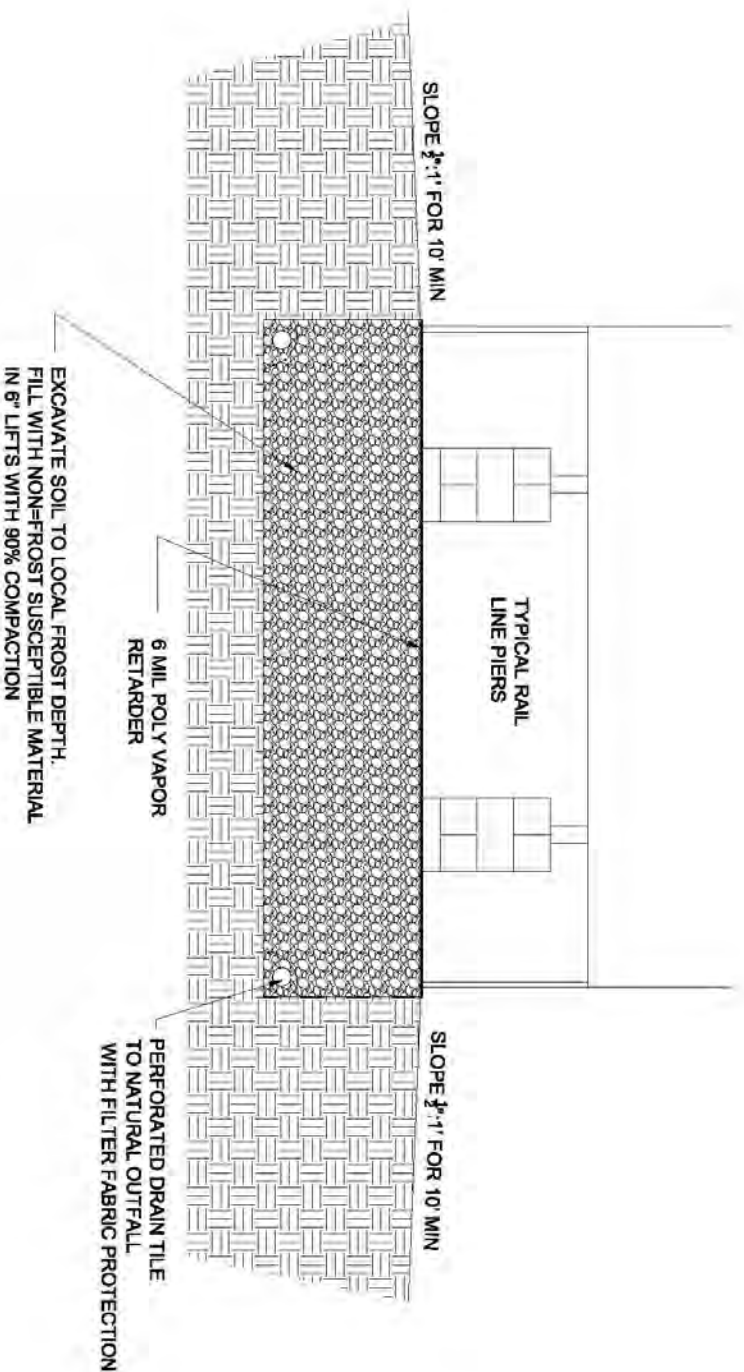 SLOPE ½":1' FOR 10' MIN
TYPICAL RAIL
LINE PIERS
SLOPE ½":1' FOR 10' MIN
EXCAVATE SOIL TO LOCAL FROST DEPTH.
FILL WITH NON=FROST SUSCEPTIBLE MATERIAL
IN 6" LIFTS WITH 90% COMPACTION
6 MIL POLY VAPOR
RETARDER
PERFORATED DRAIN TILE
TO NATURAL OUTFALL
WITH FILTER FABRIC PROTECTION